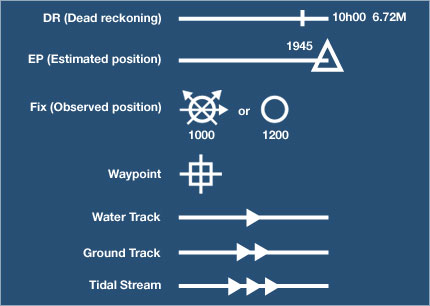 DR (Dead reckoning) 10h00 6.72M
1945
EP (Estimated position)
Fix (Observed position) or
1000 1200
Waypoint
Water Track
Ground Track
Tidal Stream